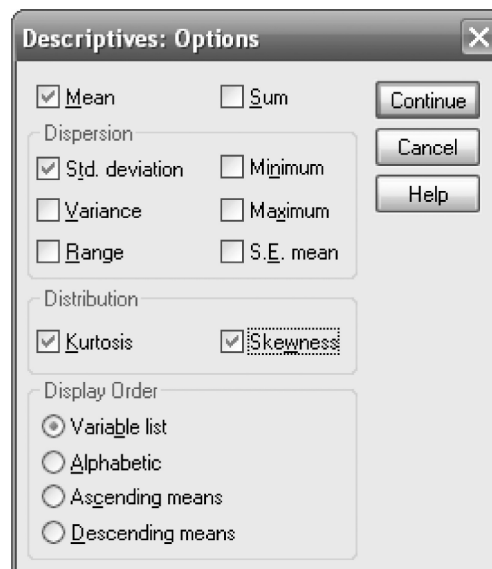 Descriptives: Options
Mean
Sum
Continue
Dispersion
Cancel
Std. deviation
Minimum
Help
Variance
Maximum
Range
S.E. mean
Distribution
Kurtosis
Skewness
Display Order
Variable list
Alphabetic
Ascending means
Descending means